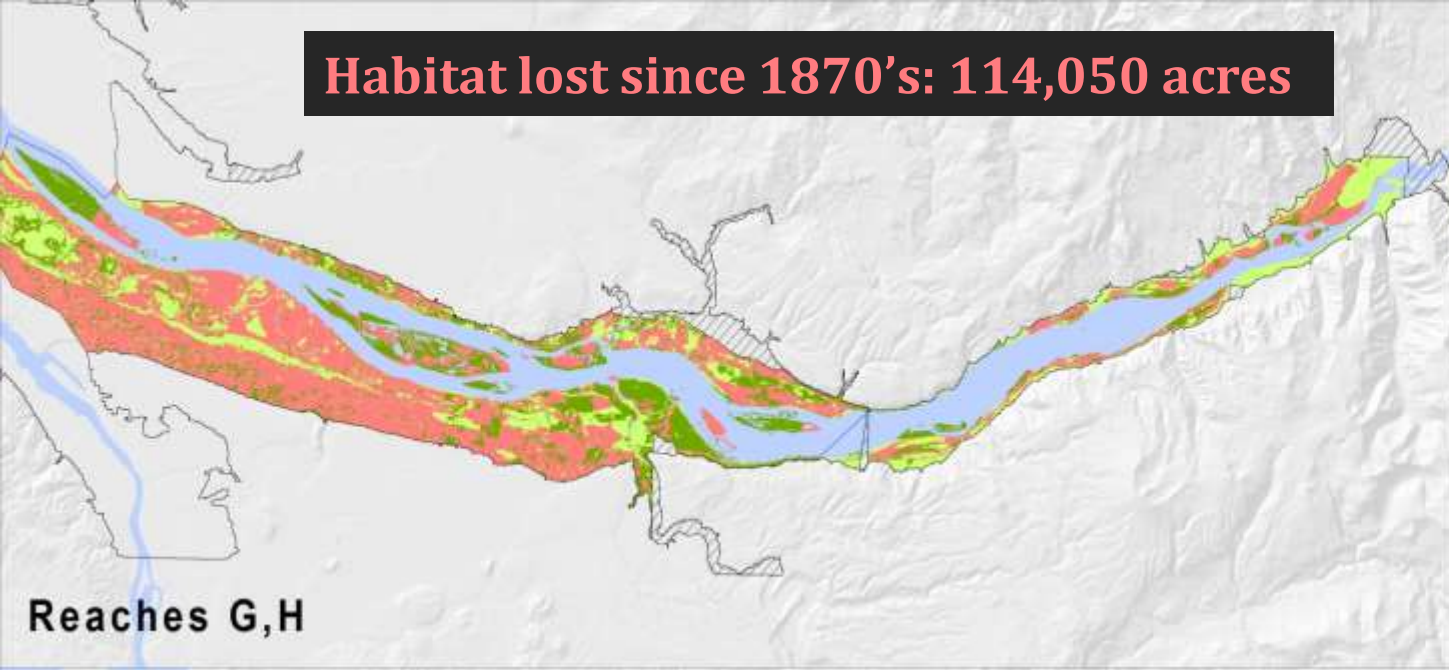 Habitat lost since 1870’s: 114,050 acres
Reaches G,H